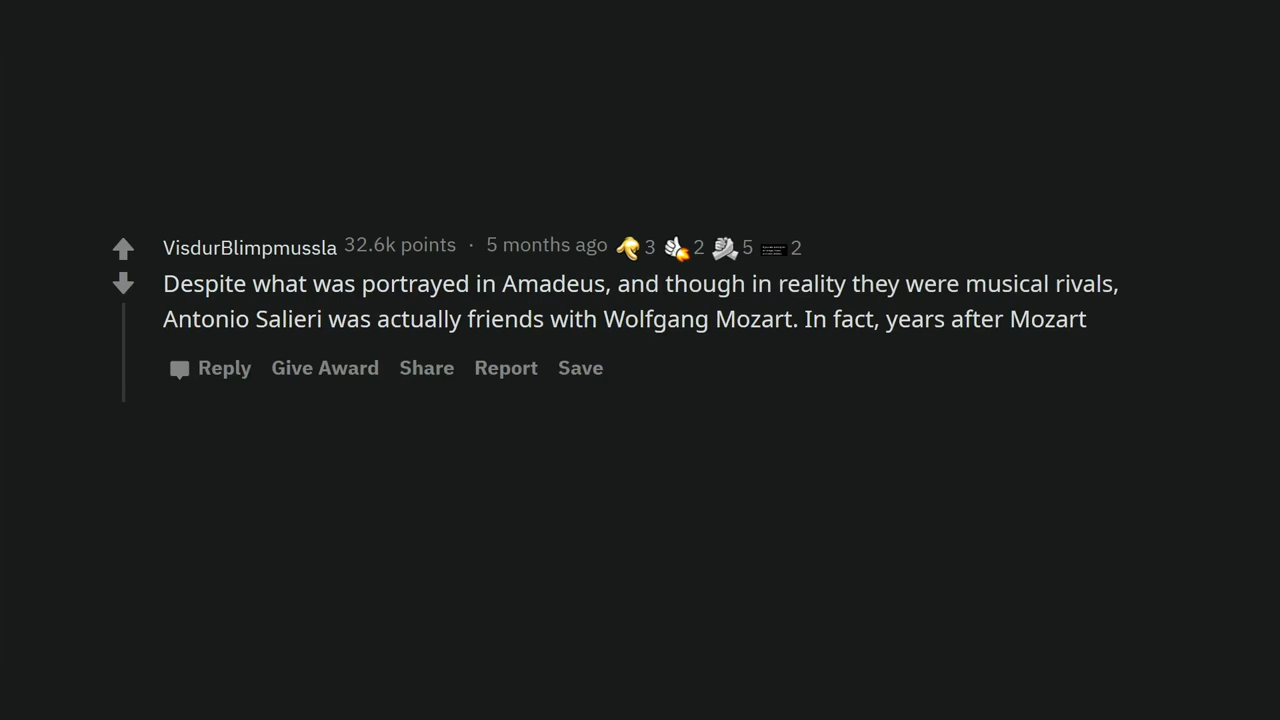 VisdurBlimpmussla 32.6k points · 5 months ago 3 2 5 2
Despite what was portrayed in Amadeus, and though in reality they were musical rivals,
Antonio Salieri was actually friends with Wolfgang Mozart. In fact, years after Mozart
Reply Give Award Share Report Save